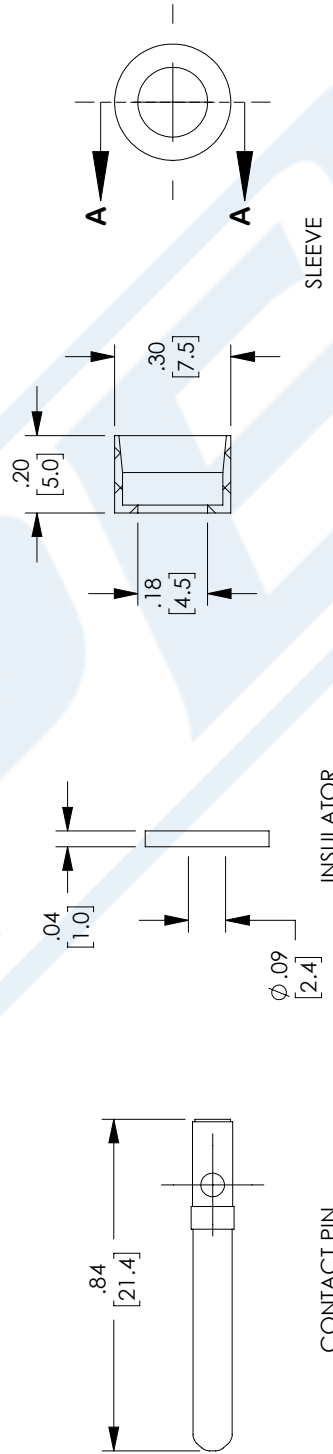 .84
[21.4]
CONTACT PIN
.04
[1.0]
⌀.09
[2.4]
INSULATOR
.20
[5.0]
.18
[4.5]
.30
[7.5]
A
A
SLEEVE